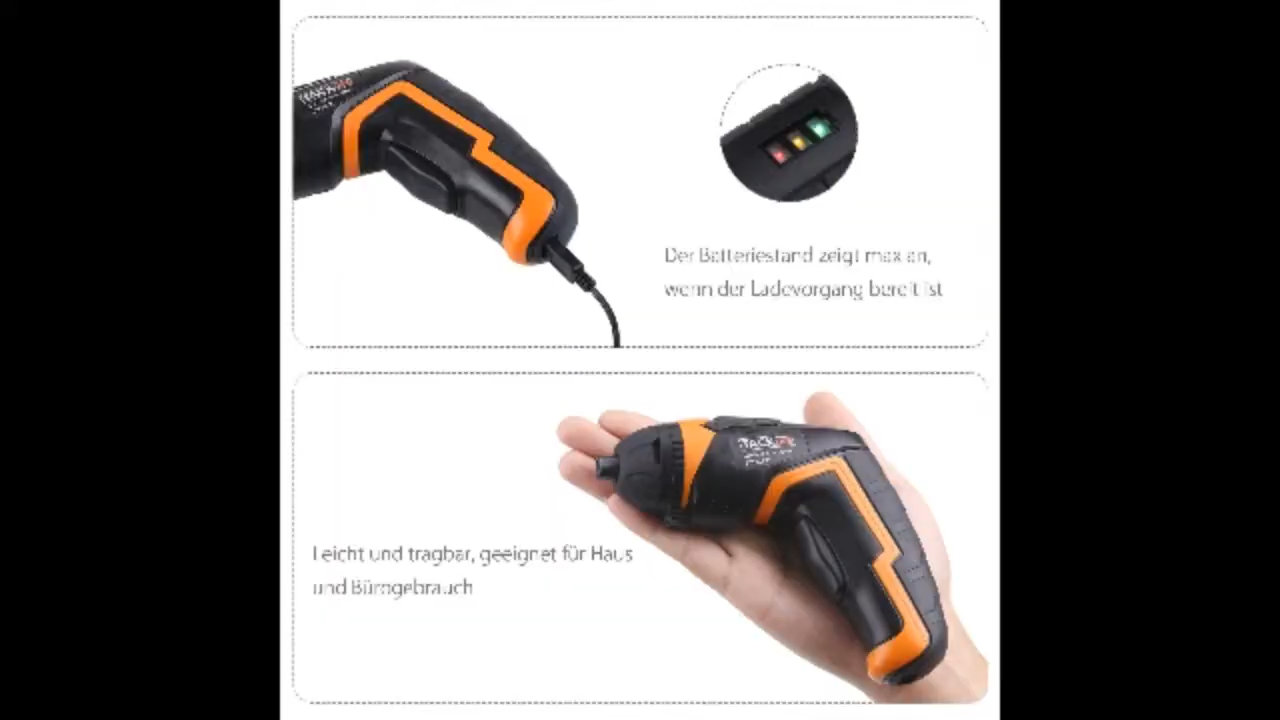 Der Batteriestand zeigt max an,
wenn der Ladevorgang bereit ist
Leicht und tragbar, geeignet für Haus
und Bürogebrauch